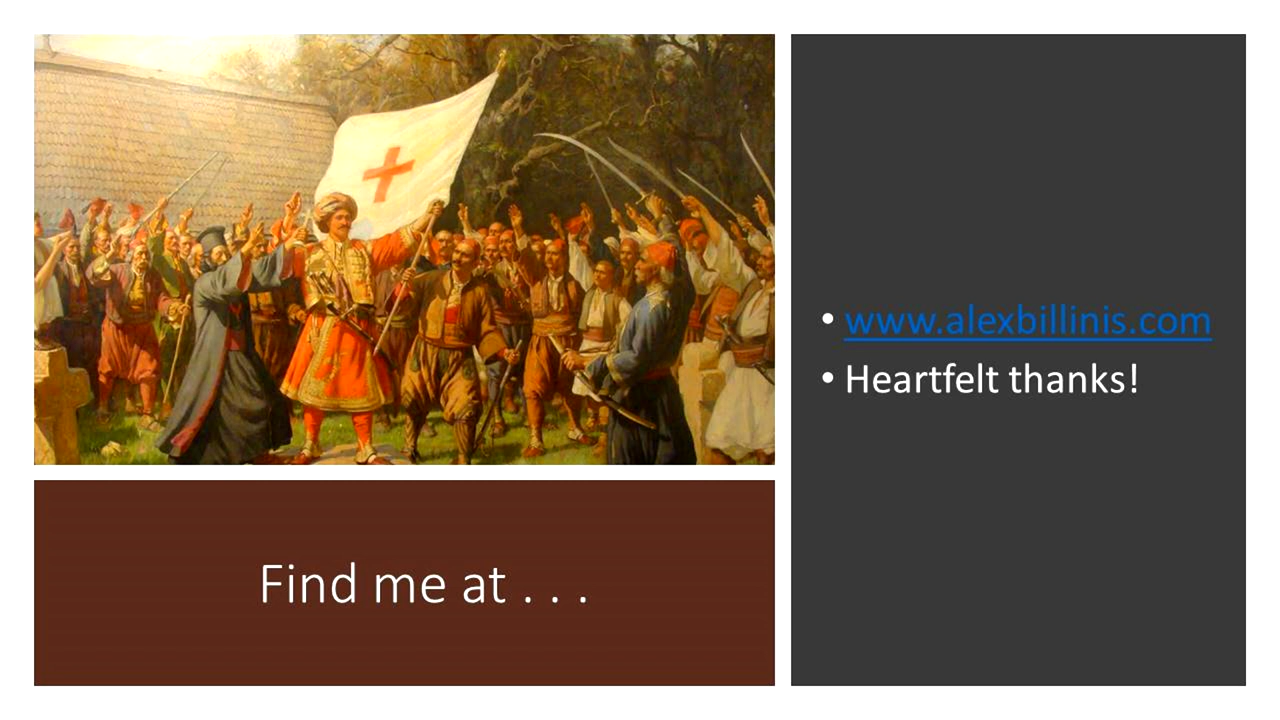 Find me at . . .
• www.alexbillinis.com
• Heartfelt thanks!